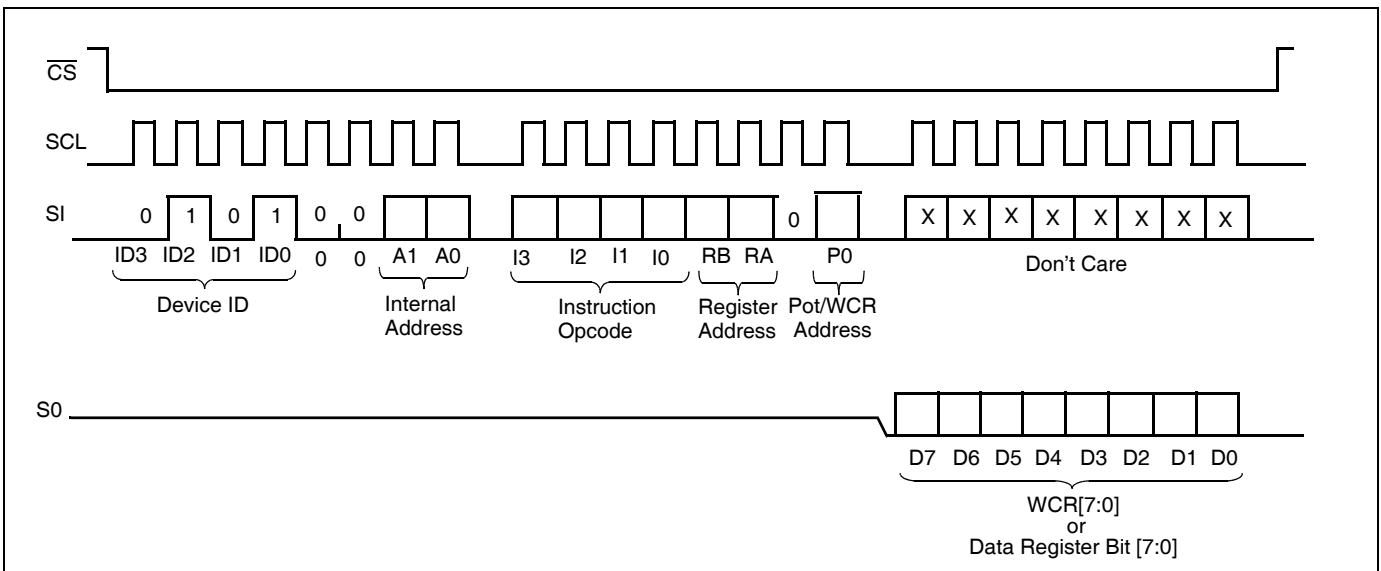 CS
SCL
SI 0 1 0 1 0 0 0 X X X X X X X X
ID3 ID2 ID1 ID0 0 0 A1 A0 I3 I2 I1 I0 RB RA P0 Don't Care
Device ID Internal Address Instruction Opcode Register Address Pot/WCR Address
S0
D7 D6 D5 D4 D3 D2 D1 D0
WCR[7:0]
or
Data Register Bit [7:0]